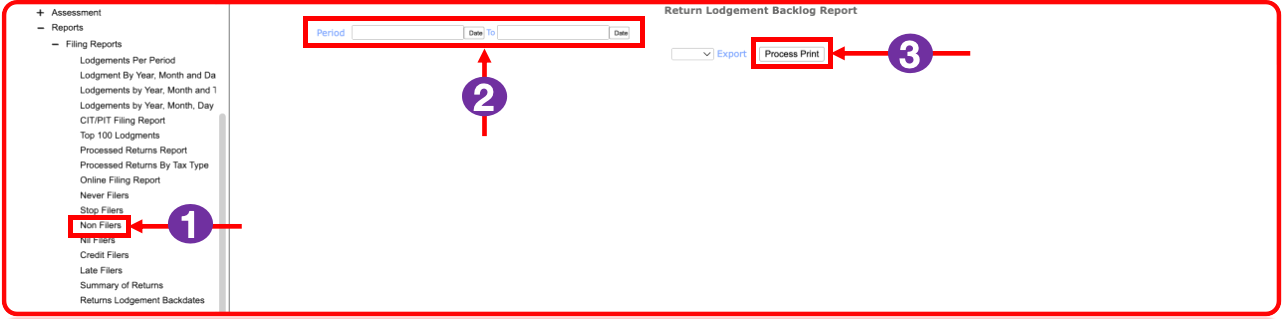 + Assessment
− Reports
− Filing Reports
Lodgements Per Period
Lodgment By Year, Month and Da
Lodgements by Year, Month and T
Lodgements by Year, Month, Day
CIT/PIT Filing Report
Top 100 Lodgments
Processed Returns Report
Processed Returns By Tax Type
Online Filing Report
Never Filers
Stop Filers
Non Filers
Nil Filers
Credit Filers
Late Filers
Summary of Returns
Returns Lodgement Backdates
1
Return Lodgement Backlog Report
Period Date To Date
2
Export Process Print
3